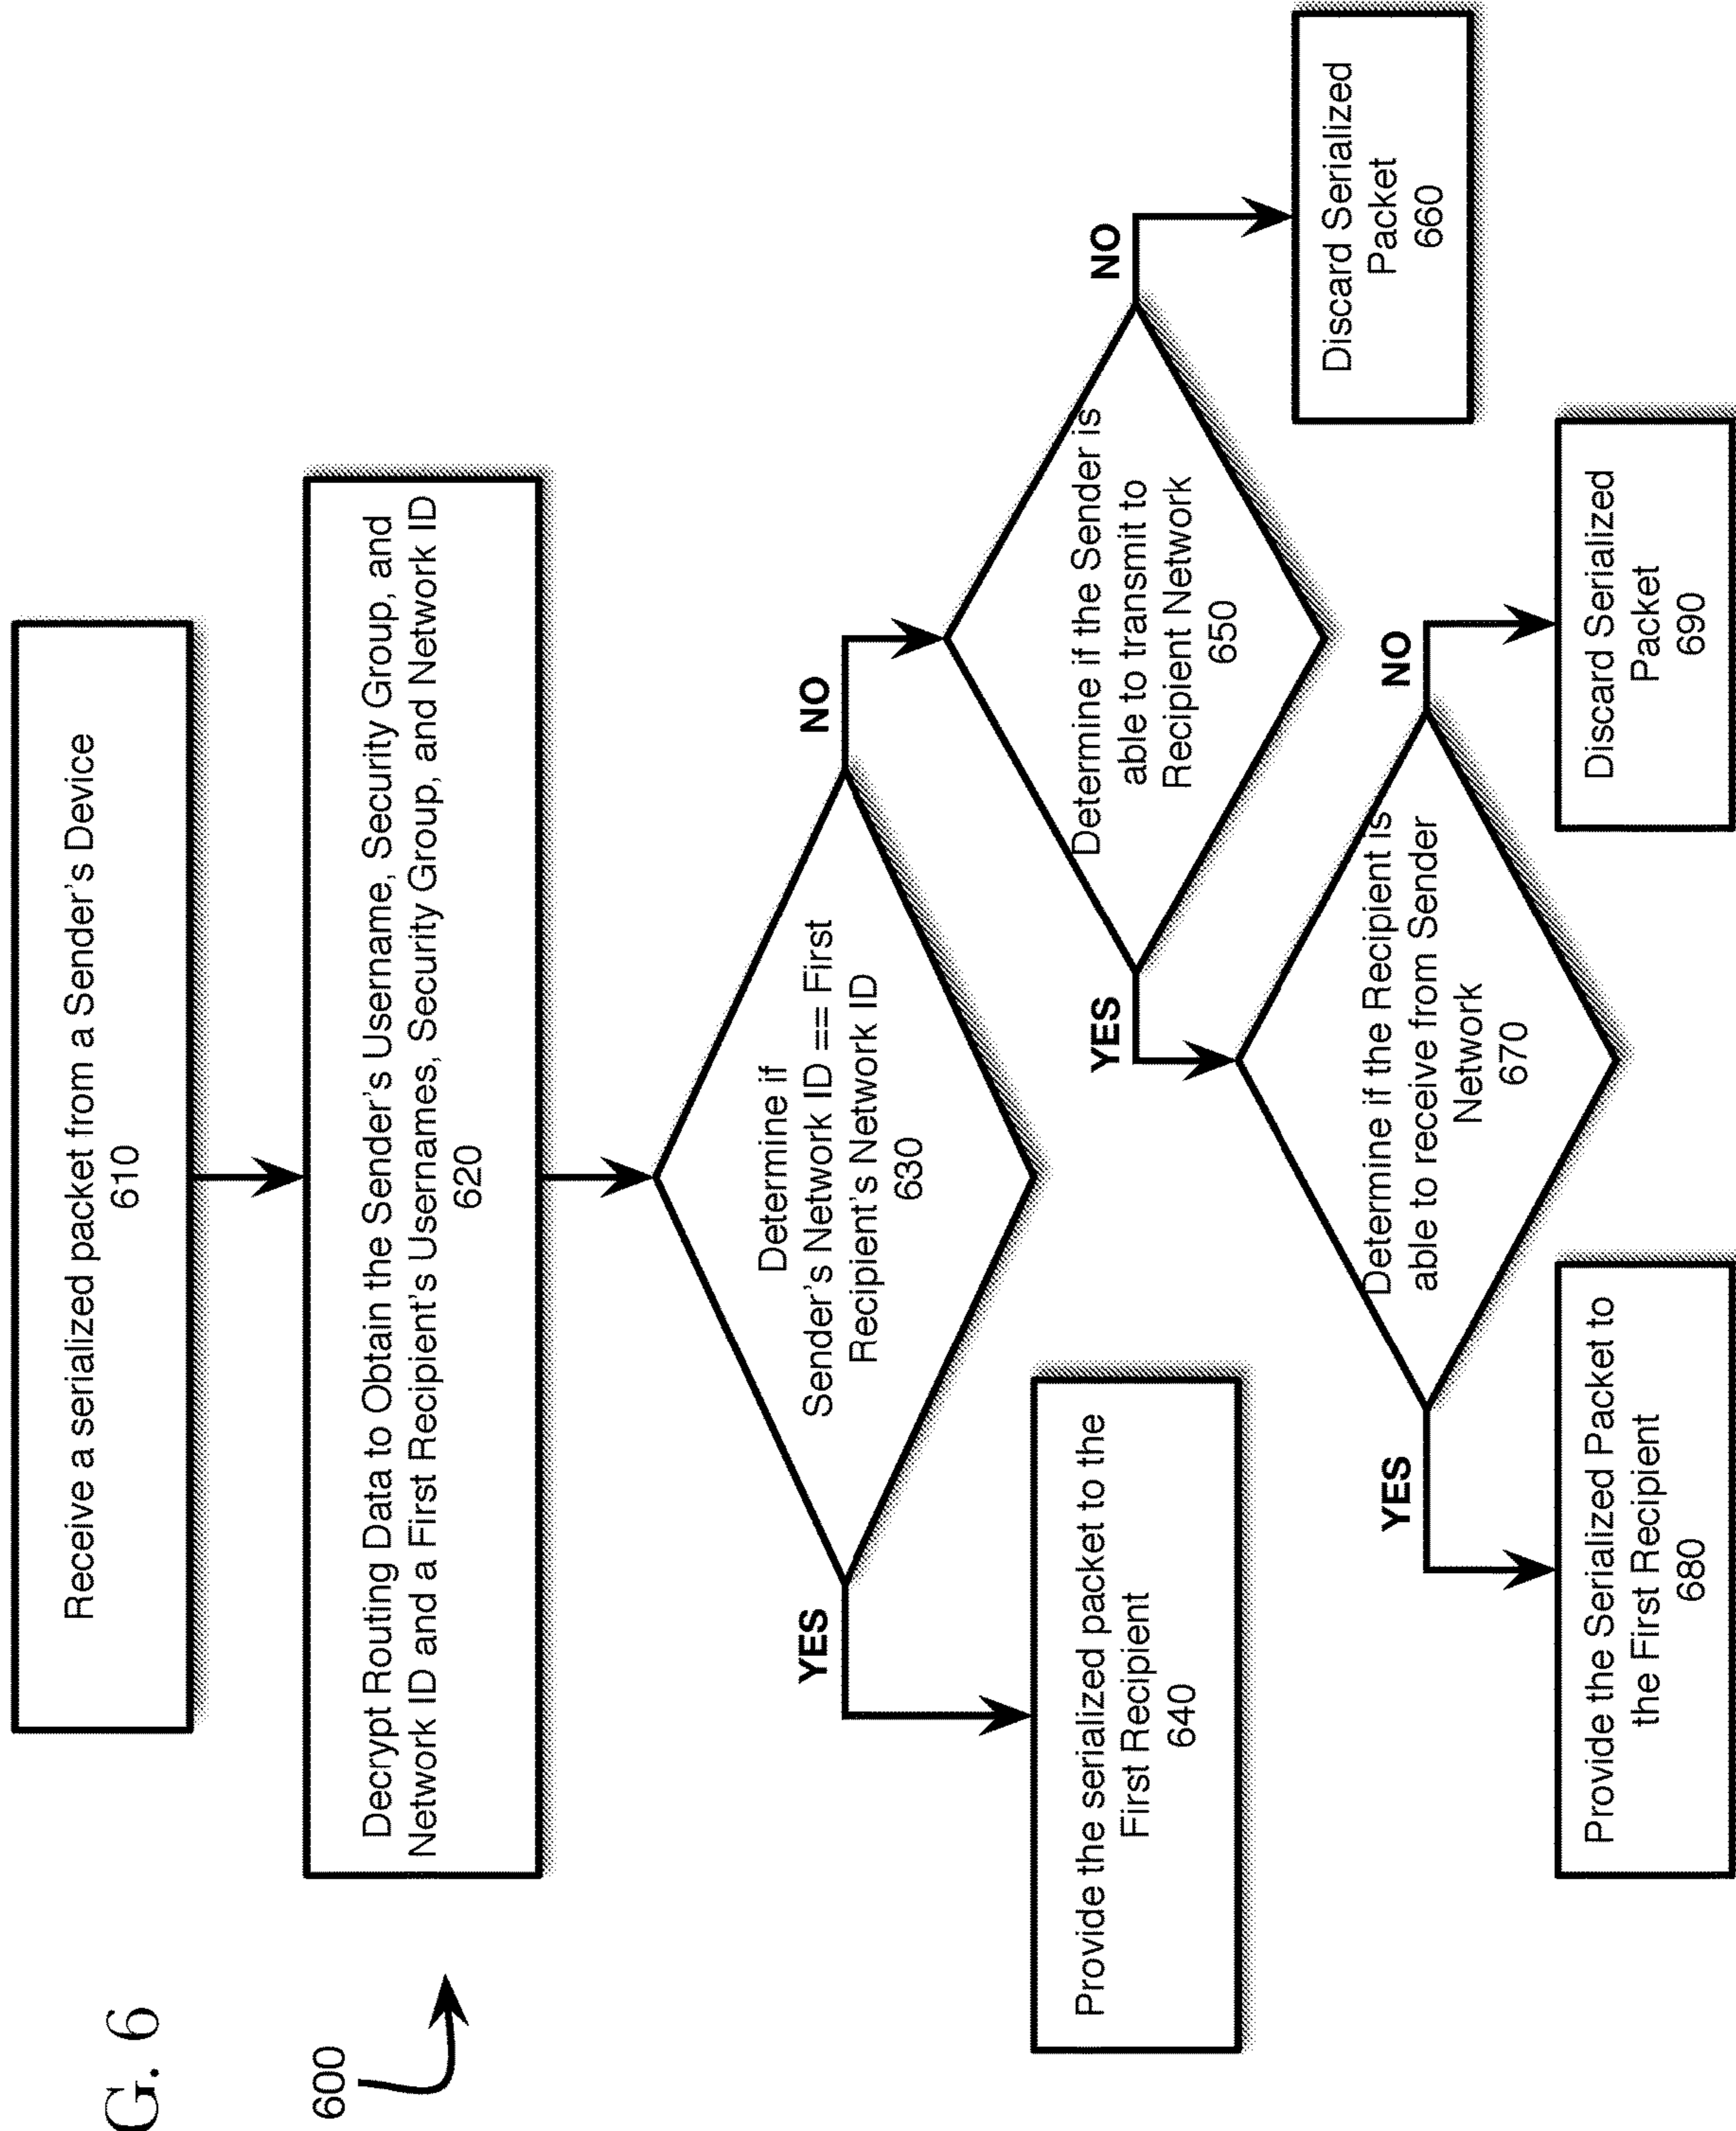 G. 6
600
Receive a serialized packet from a Sender's Device
610
Decrypt Routing Data to Obtain the Sender's Username, Security Group, and
Network ID and a First Recipient's Usernames, Security Group, and Network ID
620
Determine if
Sender's Network ID == First
Recipient's Network ID
630
YES
NO
Provide the serialized packet to the
First Recipient
640
Determine if the Sender is
able to transmit to
Recipient Network
650
YES
NO
Discard Serialized
Packet
660
Determine if the Recipient is
able to receive from Sender
Network
670
YES
NO
Provide the Serialized Packet to
the First Recipient
680
Discard Serialized
Packet
690